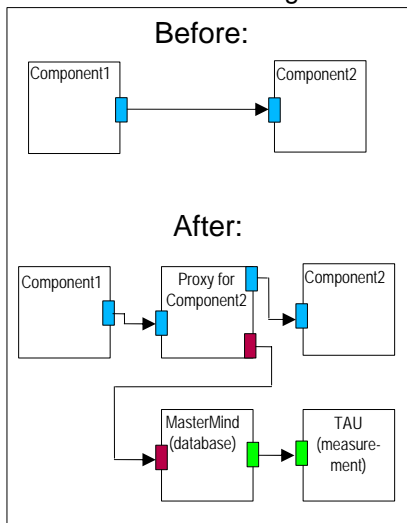 Before:
Component1
Component2
After:
Component1
Proxy for
Component2
Component2
MasterMind
(database)
TAU
(measure-
ment)